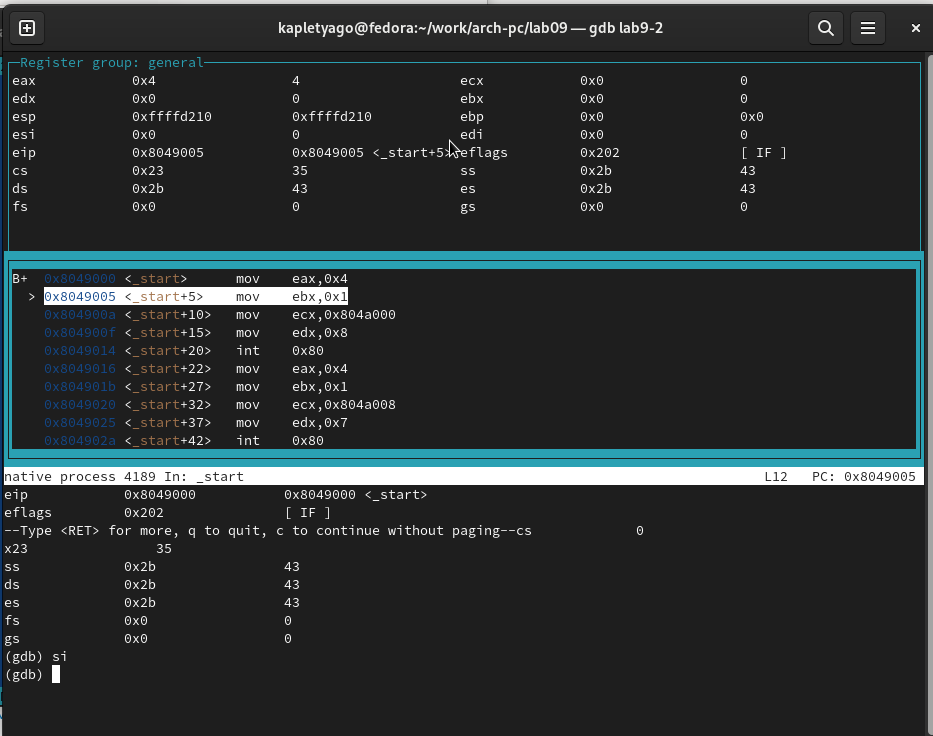 kapletyago@fedora:~/work/arch-pc/lab09 — gdb lab9-2
Register group: general
eax 0x4 4 ecx 0x0 0
edx 0x0 0 ebx 0x0 0
esp 0xffffd210 0xffffd210 ebp 0x0 0x0
esi 0x0 0 edi 0x0 0
eip 0x8049005 0x8049005 <_start+5> eflags 0x202 [ IF ]
cs 0x23 35 ss 0x2b 43
ds 0x2b 43 es 0x2b 43
fs 0x0 0 gs 0x0 0
B+ 0x8049000 <_start> mov eax,0x4
> 0x8049005 <_start+5> mov ebx,0x1
0x804900a <_start+10> mov ecx,0x804a000
0x804900f <_start+15> mov edx,0x8
0x8049014 <_start+20> int 0x80
0x8049016 <_start+22> mov eax,0x4
0x804901b <_start+27> mov ebx,0x1
0x8049020 <_start+32> mov ecx,0x804a008
0x8049025 <_start+37> mov edx,0x7
0x804902a <_start+42> int 0x80
native process 4189 In: _start L12 PC: 0x8049005
eip 0x8049000 0x8049000 <_start>
eflags 0x202 [ IF ]
--Type <RET> for more, q to quit, c to continue without paging--cs 0
x23 35
ss 0x2b 43
ds 0x2b 43
es 0x2b 43
fs 0x0 0
gs 0x0 0
(gdb) si
(gdb)